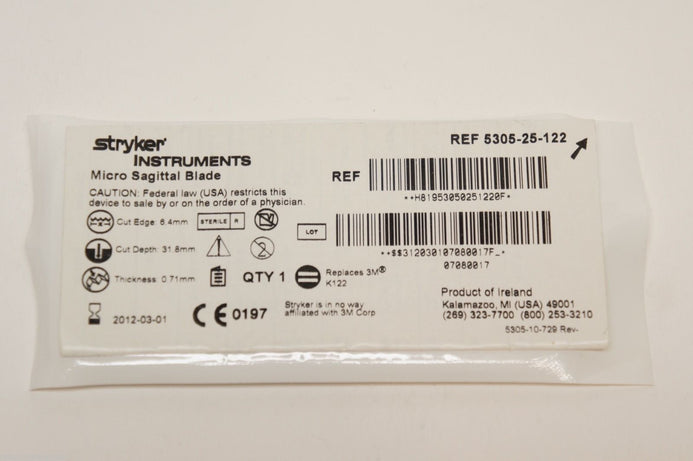 stryker®
INSTRUMENTS
REF 5305-25-122
Micro Sagittal Blade
REF
**H819530502512​20F*
CAUTION: Federal law (USA) restricts this
device to sale by or on the order of a physician.
Cut Edge: 6.4mm
STERILE R
LOT
**$$312030107080017F_*
07080017
Cut Depth: 31.8mm
2
Thickness: 0.71mm
QTY 1
Replaces 3M®
K122
Product of Ireland
Kalamazoo, MI (USA) 49001
(269) 323-7700 (800) 253-3210
2012-03-01
CE 0197
Stryker is in no way
affiliated with 3M Corp
5305-10-729 Rev-